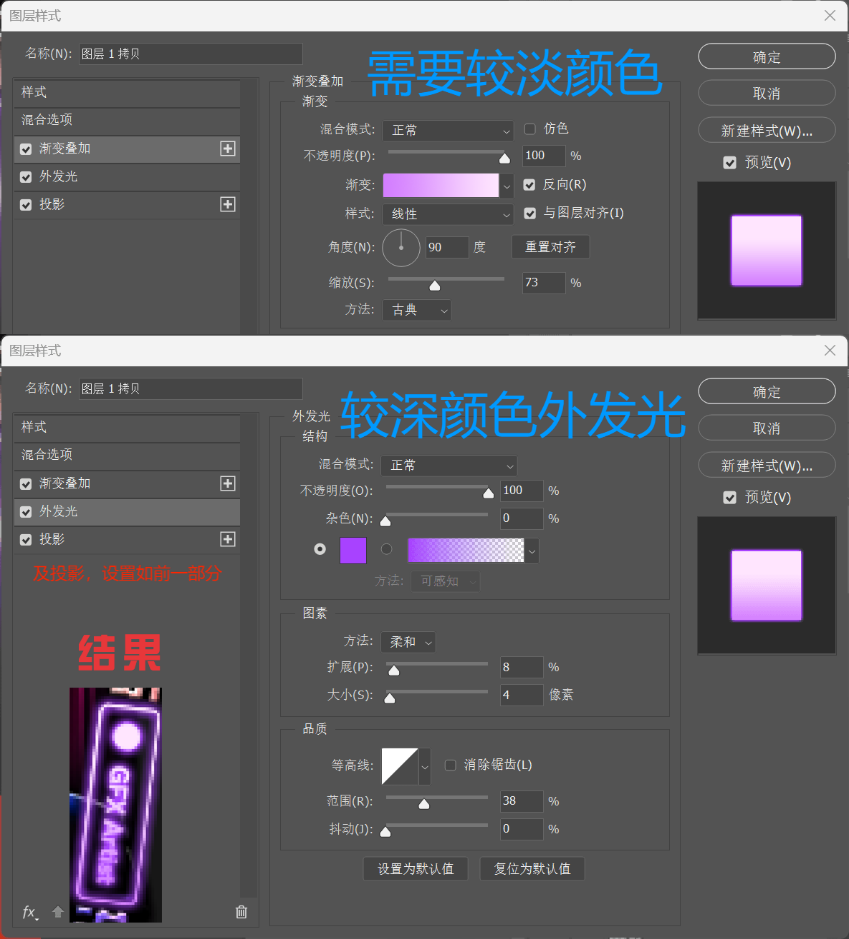 图层样式
名称(N): 图层 1 拷贝
需要较淡颜色
确定
取消
新建样式(W)...
预览(V)
样式
混合选项
渐变叠加
外发光
投影
渐变叠加
渐变
混合模式: 正常 仿色
不透明度(P): 100 %
渐变: 反向(R)
样式: 线性 与图层对齐(I)
角度(N): 90 度 重置对齐
缩放(S): 73 %
方法: 古典
图层样式
名称(N): 图层 1 拷贝
较深颜色外发光
确定
取消
新建样式(W)...
预览(V)
样式
混合选项
渐变叠加
外发光
投影
及投影，设置如前一部分
结果
GFX Artist
fx
外发光
结构
混合模式: 正常
不透明度(O): 100 %
杂色(N): 0 %
方法: 可感知
图素
方法: 柔和
扩展(P): 8 %
大小(S): 4 像素
品质
等高线: 消除锯齿(L)
范围(R): 38 %
抖动(J): 0 %
设置为默认值 复位为默认值